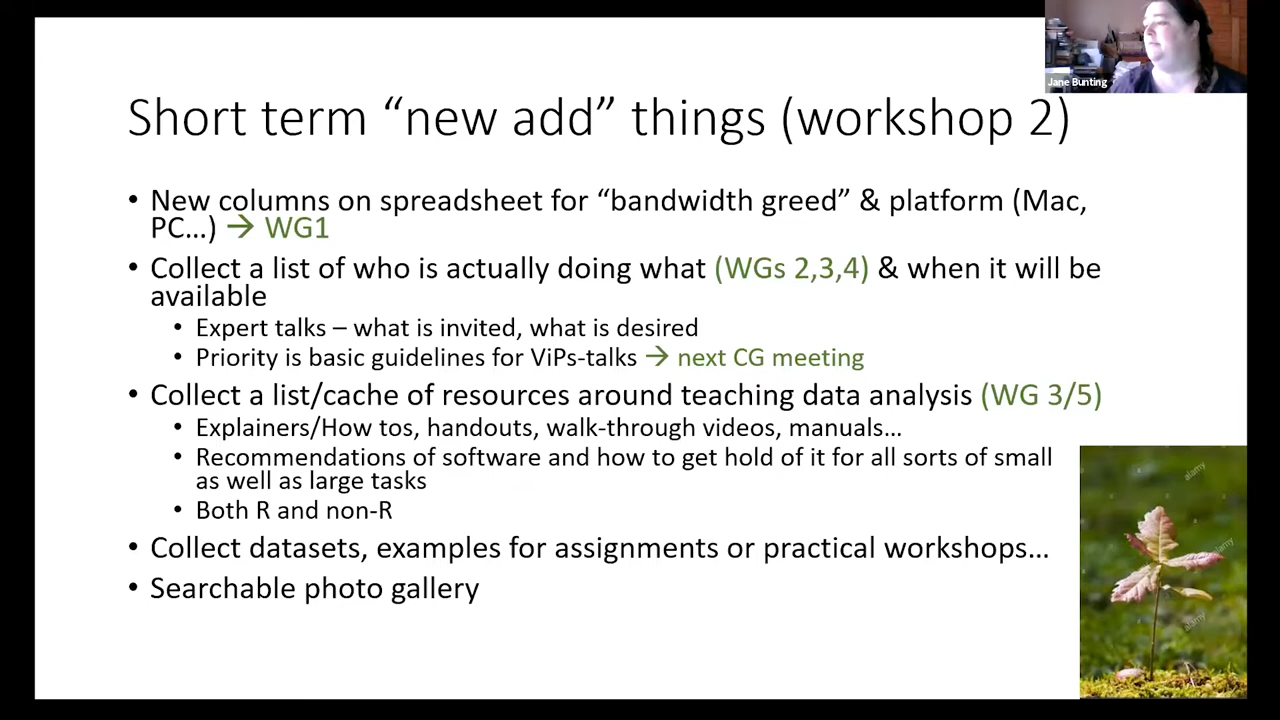 Jane Bunting
Short term “new add” things (workshop 2)
• New columns on spreadsheet for “bandwidth greed” & platform (Mac,
PC…) → WG1
• Collect a list of who is actually doing what (WGs 2,3,4) & when it will be
available
• Expert talks – what is invited, what is desired
• Priority is basic guidelines for ViPs-talks → next CG meeting
• Collect a list/cache of resources around teaching data analysis (WG 3/5)
• Explainers/How tos, handouts, walk-through videos, manuals…
• Recommendations of software and how to get hold of it for all sorts of small
as well as large tasks
• Both R and non-R
• Collect datasets, examples for assignments or practical workshops…
• Searchable photo gallery
alamy
alamy
alamy